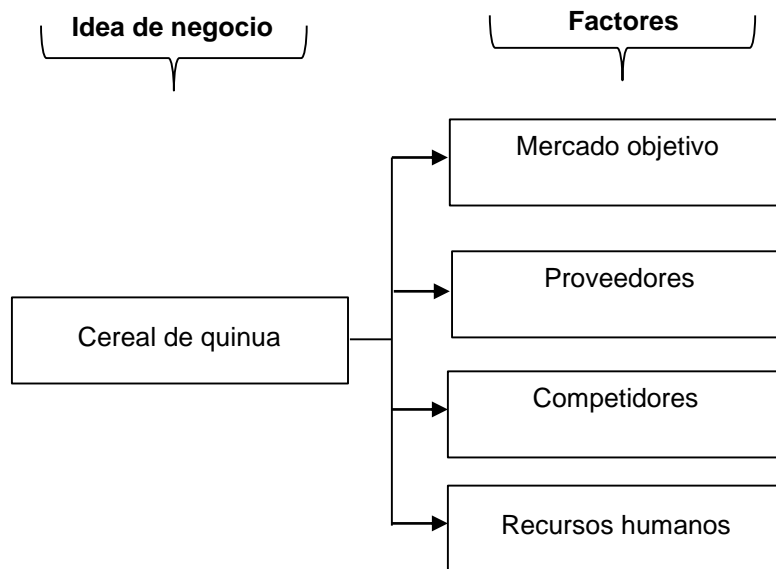 Idea de negocio
Factores
Mercado objetivo
Proveedores
Cereal de quinua
Competidores
Recursos humanos